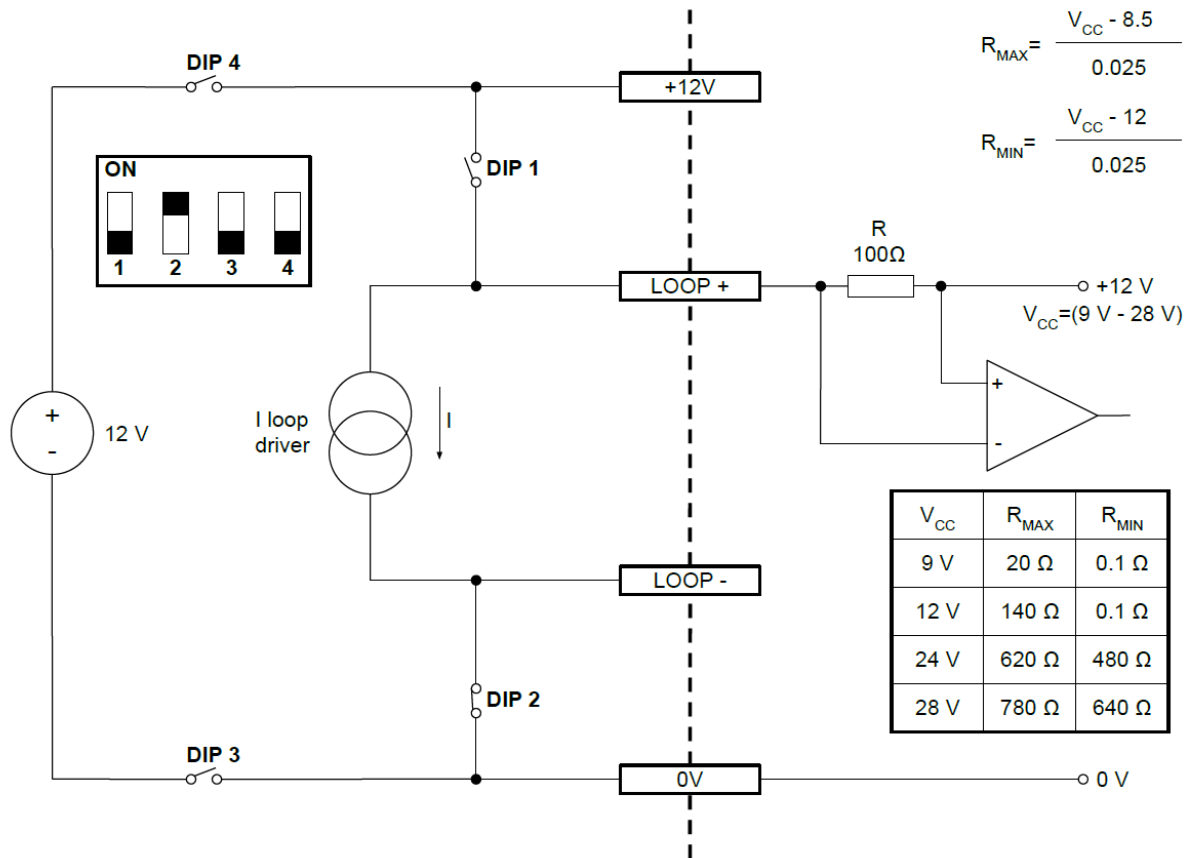 DIP 4
+12V
R_MAX = (V_CC - 8.5) / 0.025
R_MIN = (V_CC - 12) / 0.025
ON
1 2 3 4
DIP 1
R
100Ω
LOOP +
+12 V
V_CC=(9 V - 28 V)
+
-
12 V
I loop
driver
I
+
-
V_CC R_MAX R_MIN
9 V 20 Ω 0.1 Ω
12 V 140 Ω 0.1 Ω
24 V 620 Ω 480 Ω
28 V 780 Ω 640 Ω
LOOP -
DIP 2
DIP 3
0V
0 V